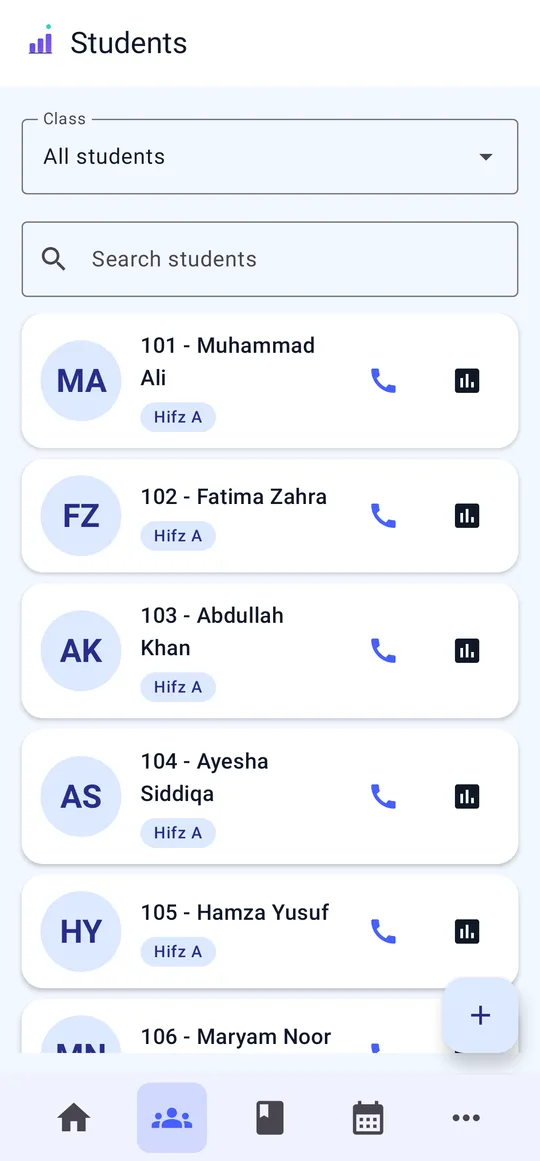 Students
Class
All students
Search students
MA
101 - Muhammad
Ali
Hifz A
FZ
102 - Fatima Zahra
Hifz A
AK
103 - Abdullah
Khan
Hifz A
AS
104 - Ayesha
Siddiqa
Hifz A
HY
105 - Hamza Yusuf
Hifz A
MN
106 - Maryam Noor
+